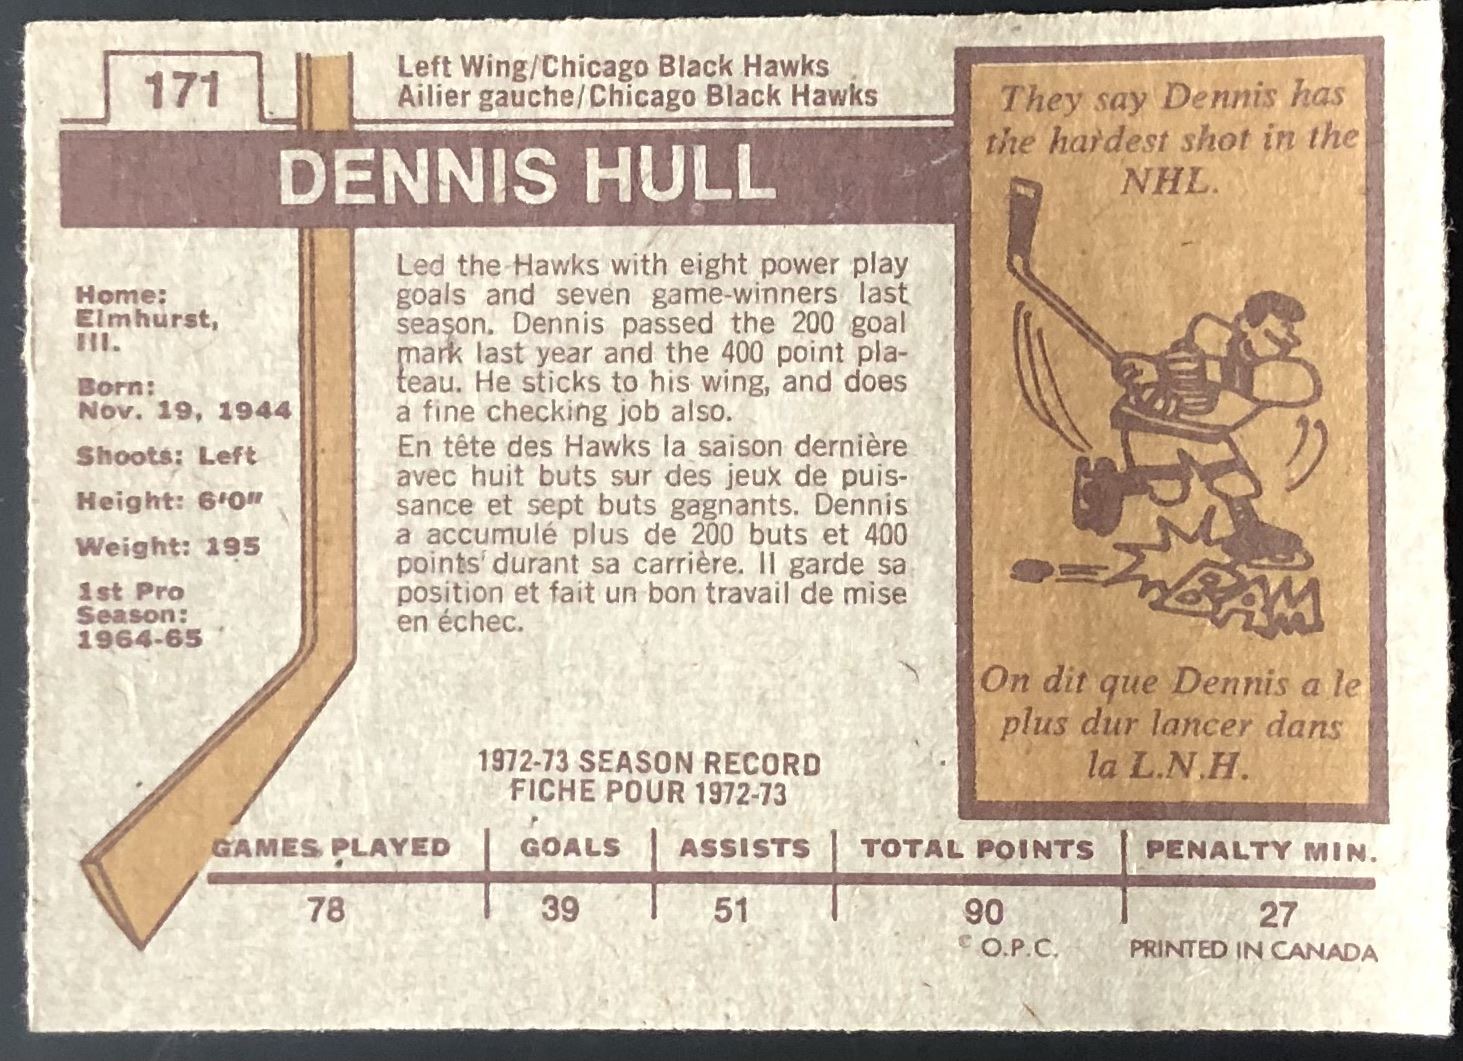 171
Left Wing/Chicago Black Hawks
Ailier gauche/Chicago Black Hawks
DENNIS HULL
Home:
Elmhurst,
Ill.
Born:
Nov. 19, 1944
Shoots: Left
Height: 6'0"
Weight: 195
1st Pro
Season:
1964-65
Led the Hawks with eight power play
goals and seven game-winners last
season. Dennis passed the 200 goal
mark last year and the 400 point pla-
teau. He sticks to his wing, and does
a fine checking job also.
En tête des Hawks la saison dernière
avec huit buts sur des jeux de puis-
sance et sept buts gagnants. Dennis
a accumulé plus de 200 buts et 400
points durant sa carrière. Il garde sa
position et fait un bon travail de mise
en échec.
They say Dennis has
the hardest shot in the
NHL.
BAM
On dit que Dennis a le
plus dur lancer dans
la L.N.H.
1972-73 SEASON RECORD
FICHE POUR 1972-73
GAMES PLAYED GOALS ASSISTS TOTAL POINTS PENALTY MIN.
78 39 51 90 27
© O.P.C. PRINTED IN CANADA